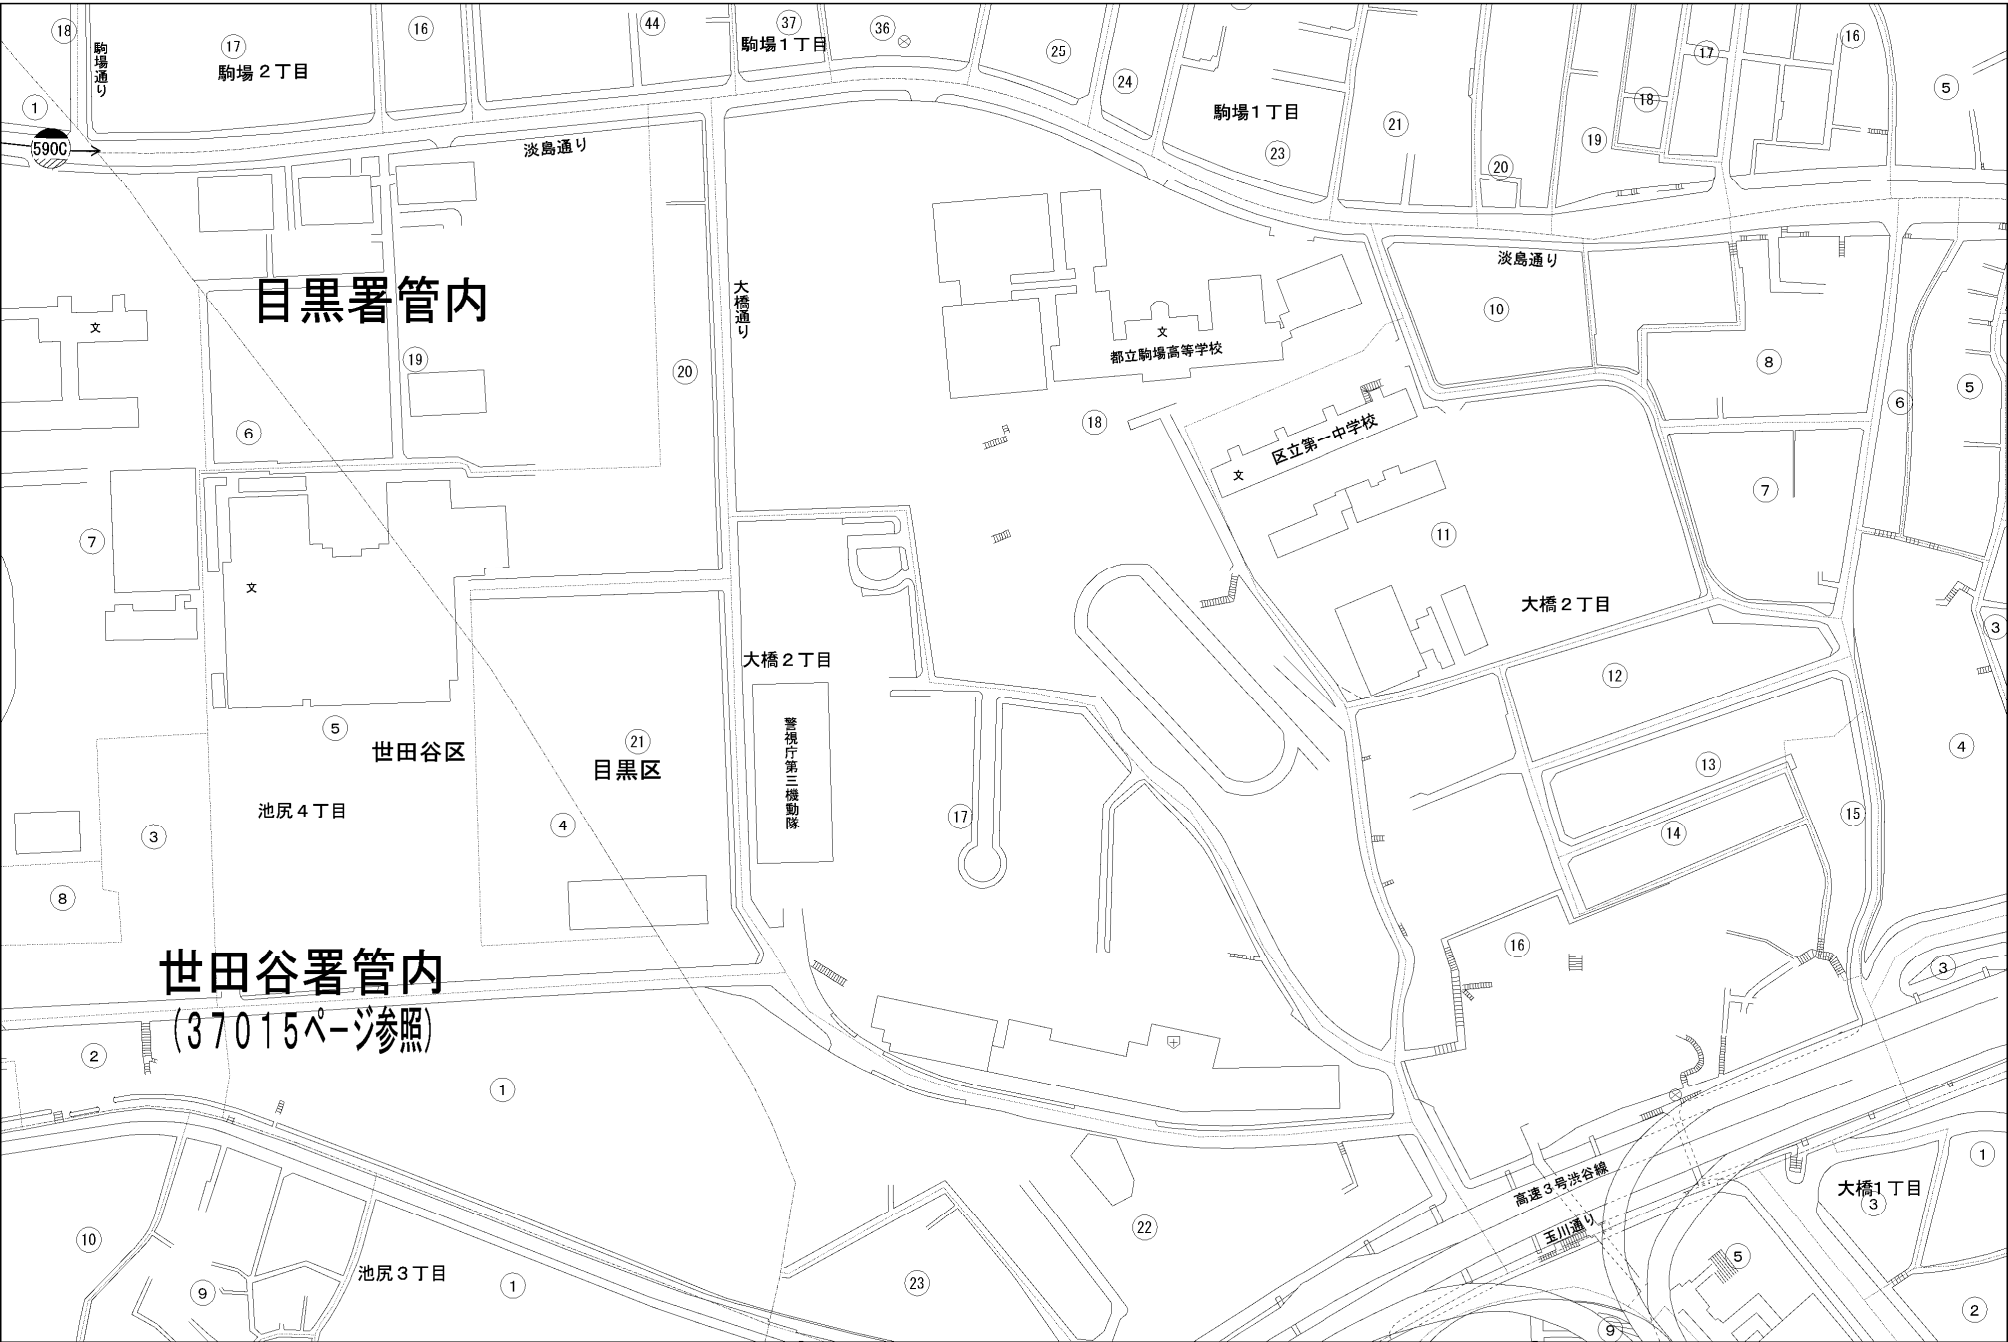 18
駒場通り
17
駒場２丁目
16
44
37
駒場１丁目
36
25
24
駒場１丁目
23
21
20
19
18
17
16
5
1
590C
淡島通り
淡島通り
目黒署管内
大橋通り
文
19
20
6
文
都立駒場高等学校
18
区立第一中学校
文
10
8
6
5
7
11
7
文
大橋２丁目
大橋２丁目
3
12
警視庁第三機動隊
5
世田谷区
21
目黒区
4
13
池尻４丁目
3
4
17
14
15
8
16
3
世田谷署管内
(３７０１５ページ参照)
2
1
高速３号渋谷線
玉川通り
大橋１丁目
3
1
22
5
10
池尻３丁目
9
1
23
9
2